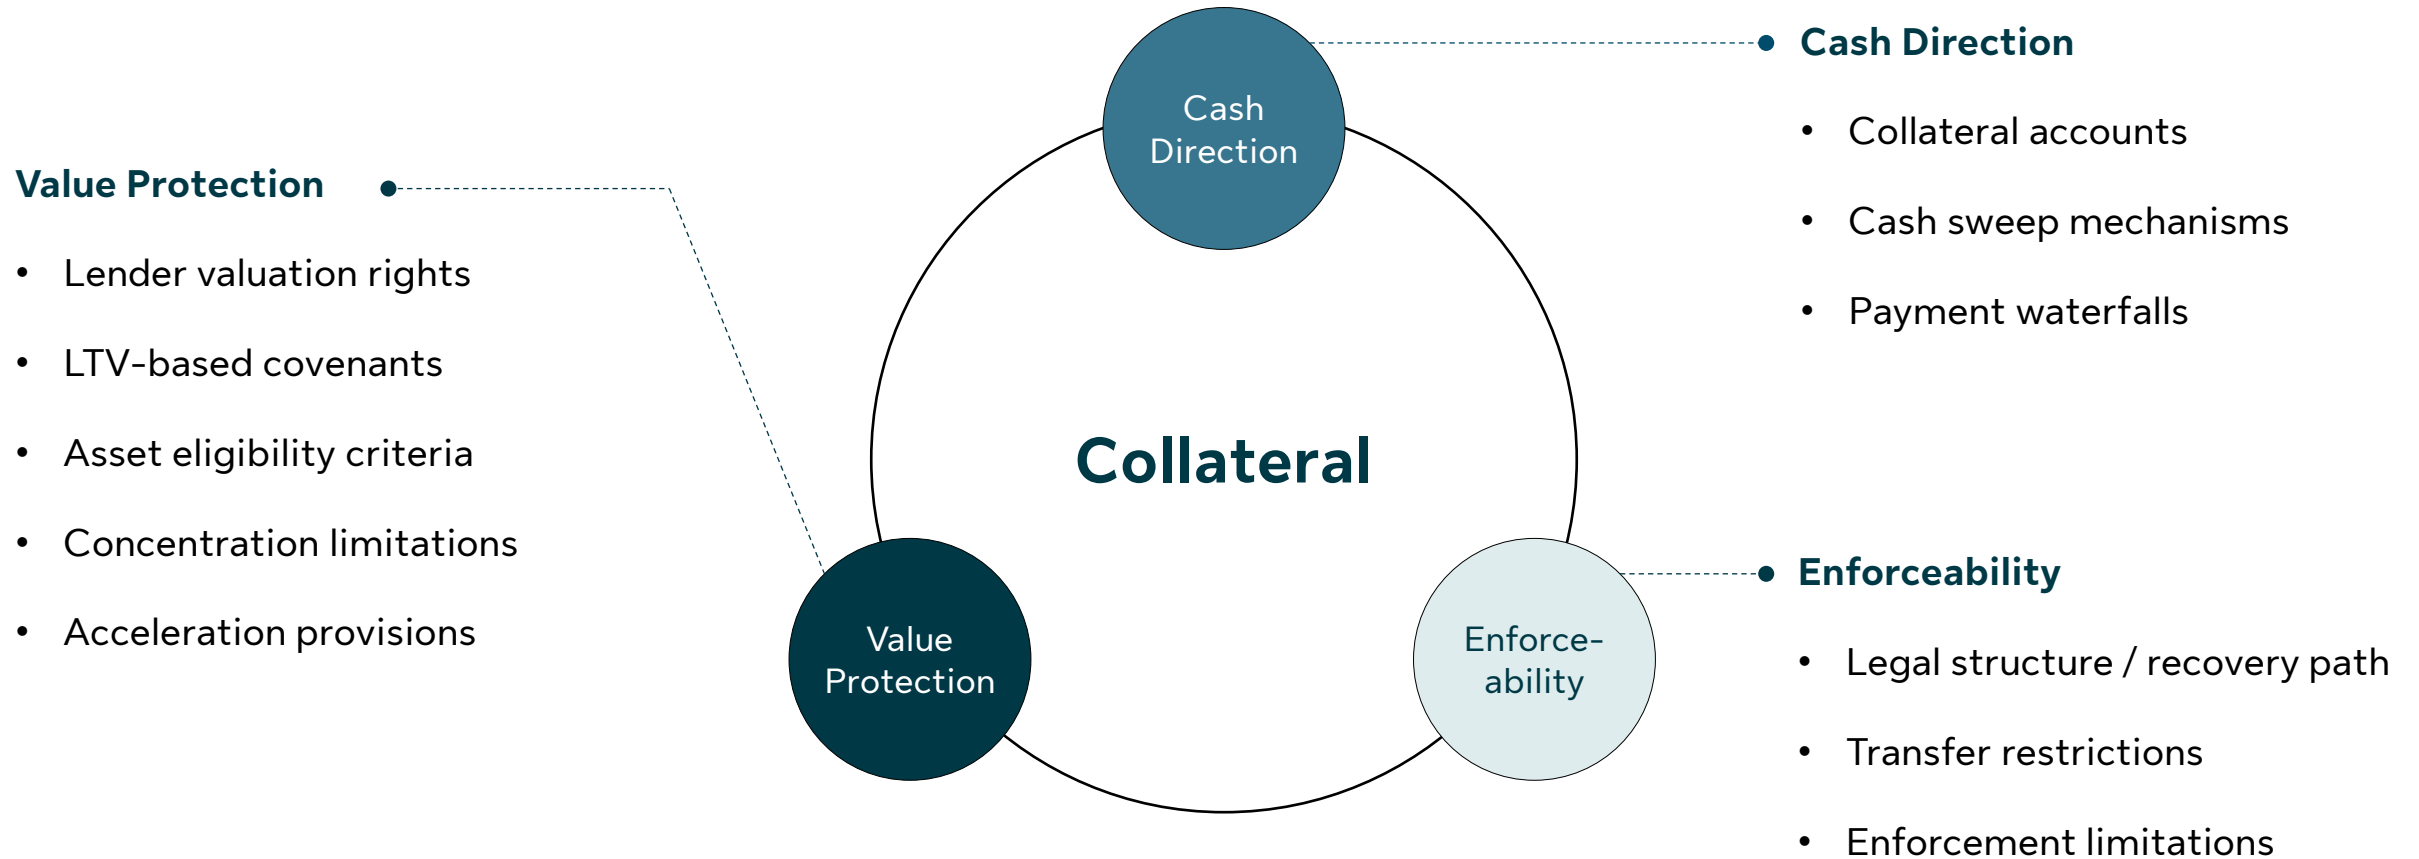 Value Protection
• Lender valuation rights
• LTV-based covenants
• Asset eligibility criteria
• Concentration limitations
• Acceleration provisions
Cash
Direction
Collateral
Value
Protection
Enforce-
ability
Cash Direction
• Collateral accounts
• Cash sweep mechanisms
• Payment waterfalls
Enforceability
• Legal structure / recovery path
• Transfer restrictions
• Enforcement limitations